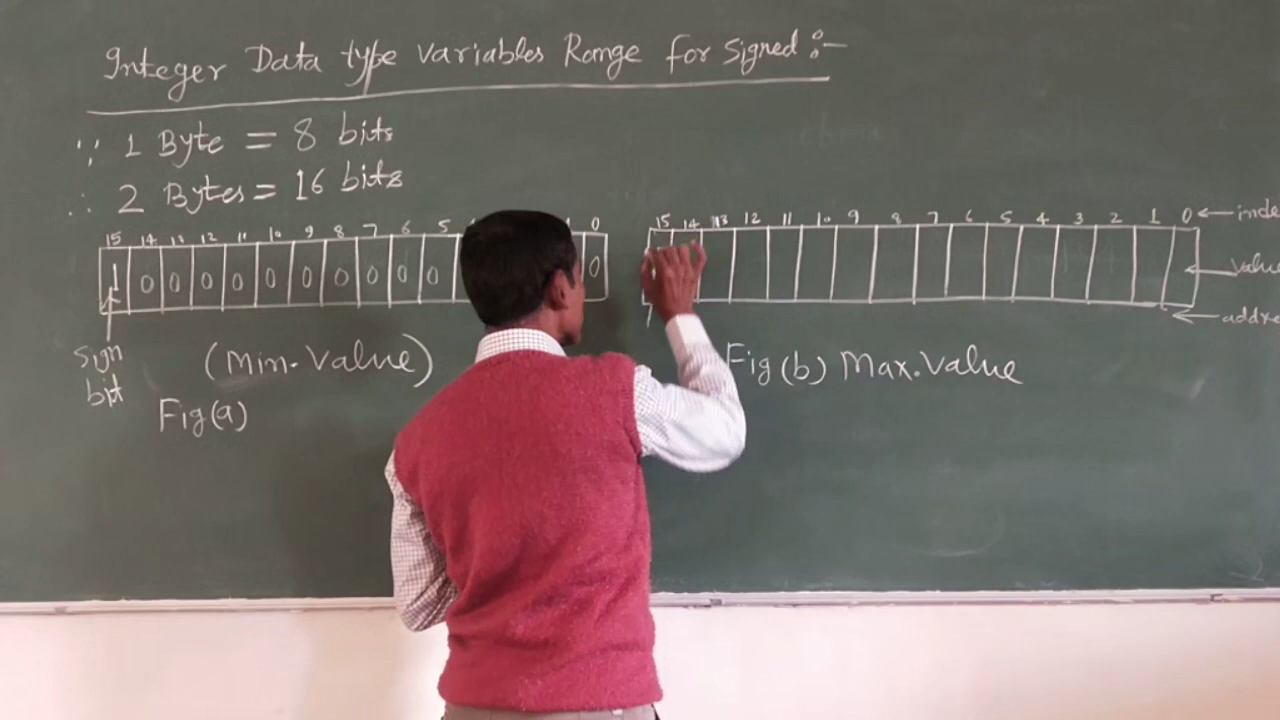 Integer Data type variables Range for signed :-
∵ 1 Byte = 8 bits
∴ 2 Bytes = 16 bits
15 14 13 12 11 10 9 8 7 6 5 0
1 0 0 0 0 0 0 0 0 0 0 0
sign bit
(Min. Value)
Fig(a)
15 14 13 12 11 10 9 8 7 6 5 4 3 2 1 0 ← inde
← value
← addre
Fig(b) Max. Value